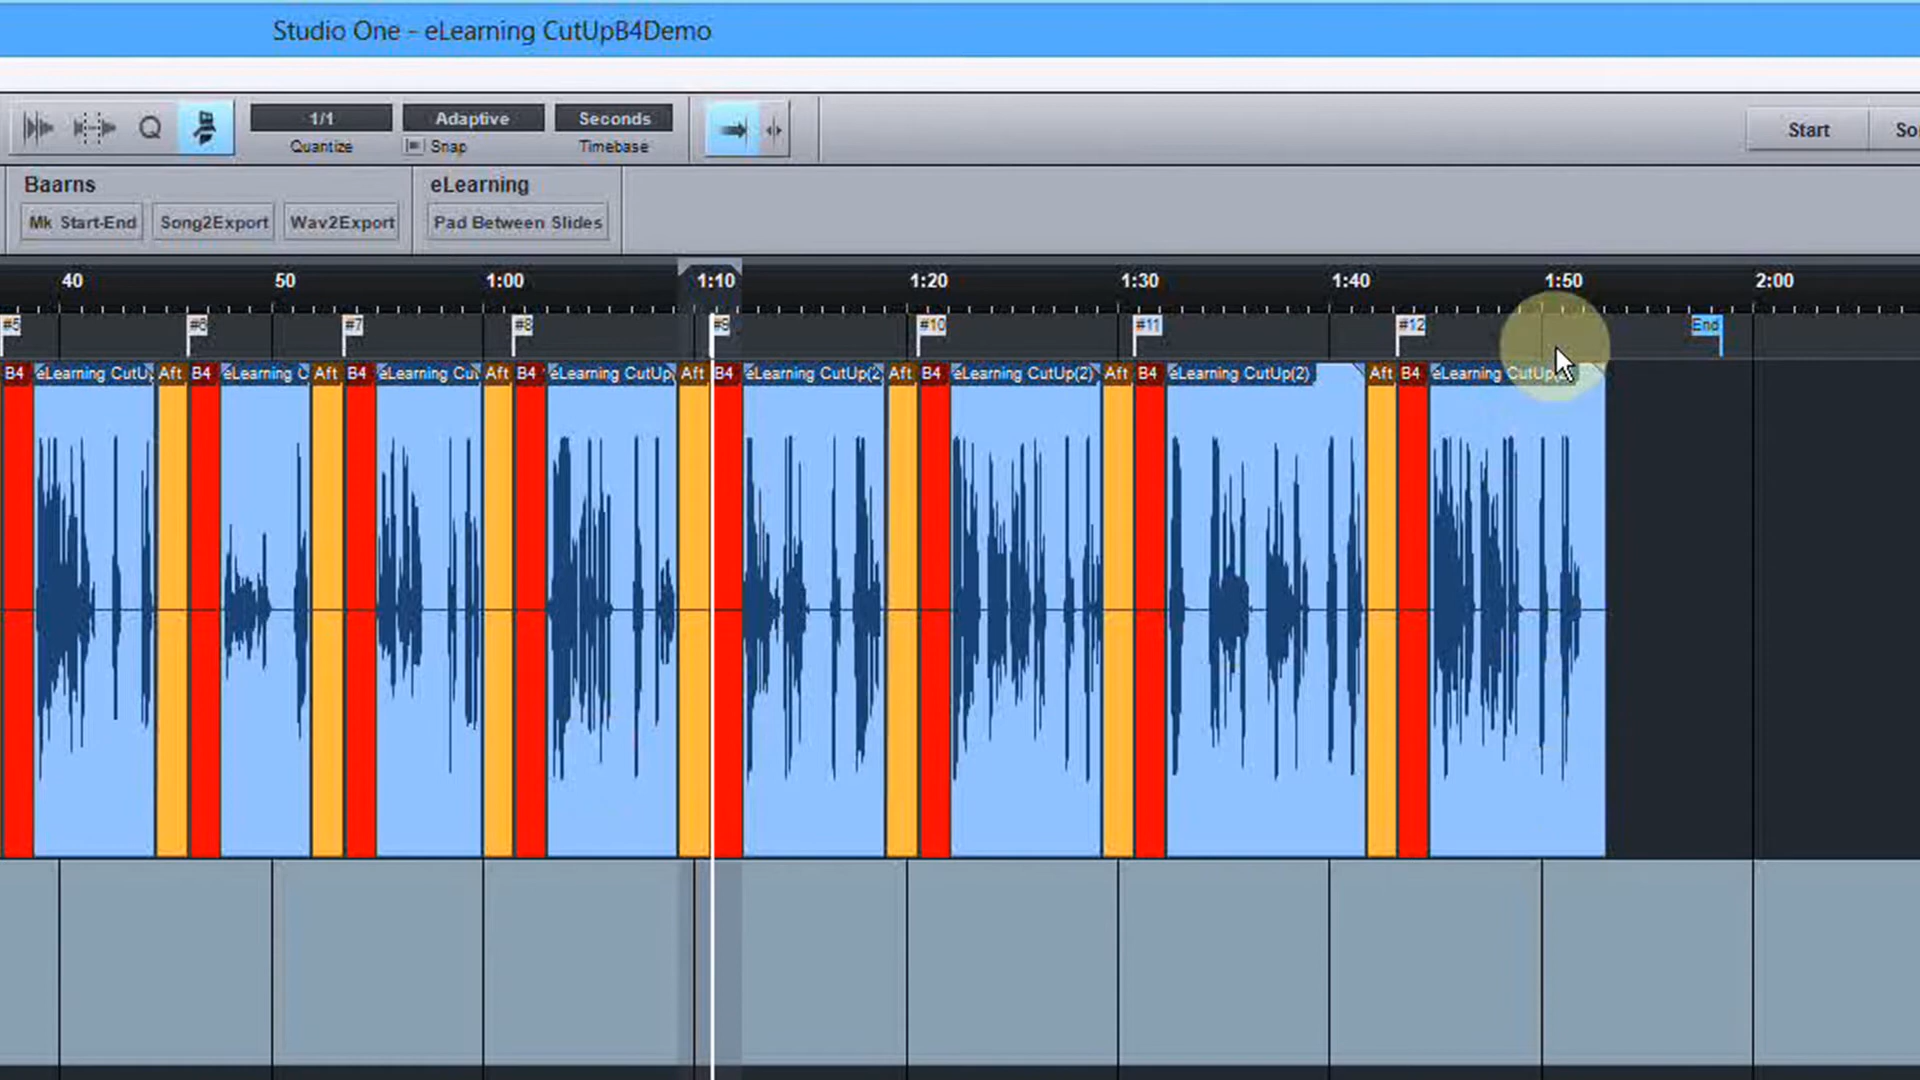 Studio One - eLearning CutUpB4Demo
Q 1/1 Adaptive Seconds Start
Quantize Snap Timebase
Baarns eLearning
Mk Start-End Song2Export Wav2Export Pad Between Slides
40 50 1:00 1:10 1:20 1:30 1:40 1:50 2:00
#5 #6 #7 #8 #9 #10 #11 #12 End
B4 eLearning CutU Aft B4 eLearning C Aft B4 eLearning Cut Aft B4 eLearning CutUp Aft B4 eLearning CutUp(2 Aft B4 eLearning CutUp(2) Aft B4 eLearning CutUp(2) Aft B4 eLearning CutUp